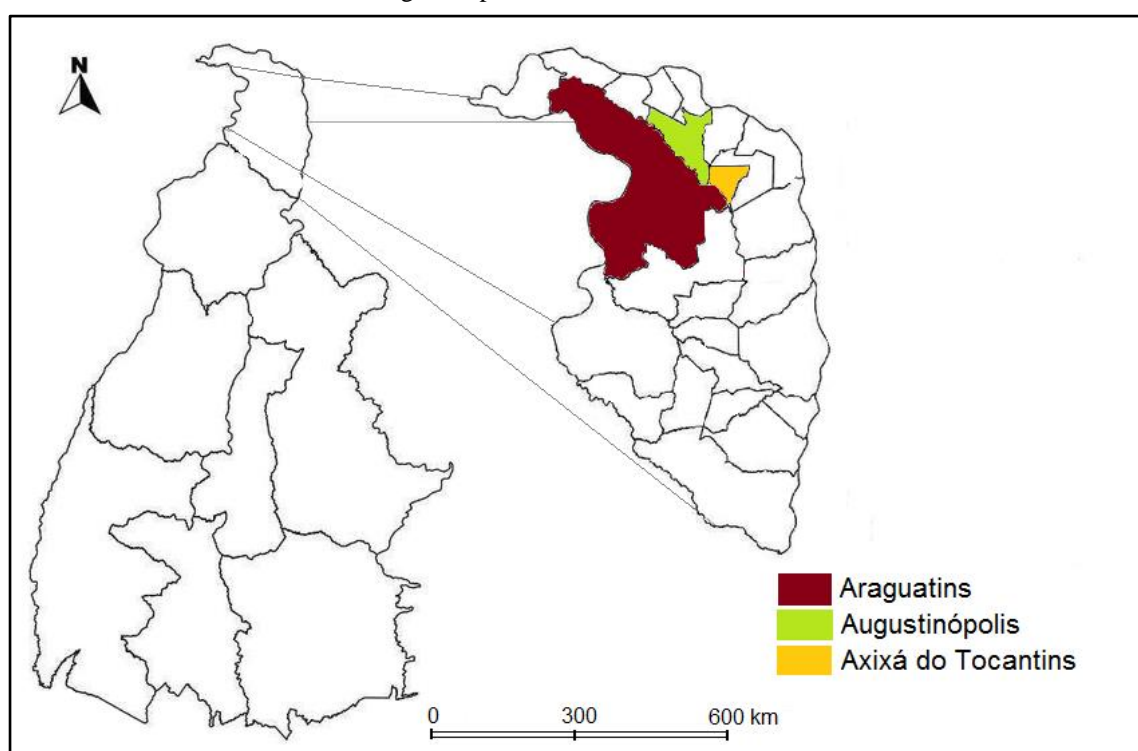 N
Araguatins
Augustinópolis
Axixá do Tocantins
0 300 600 km